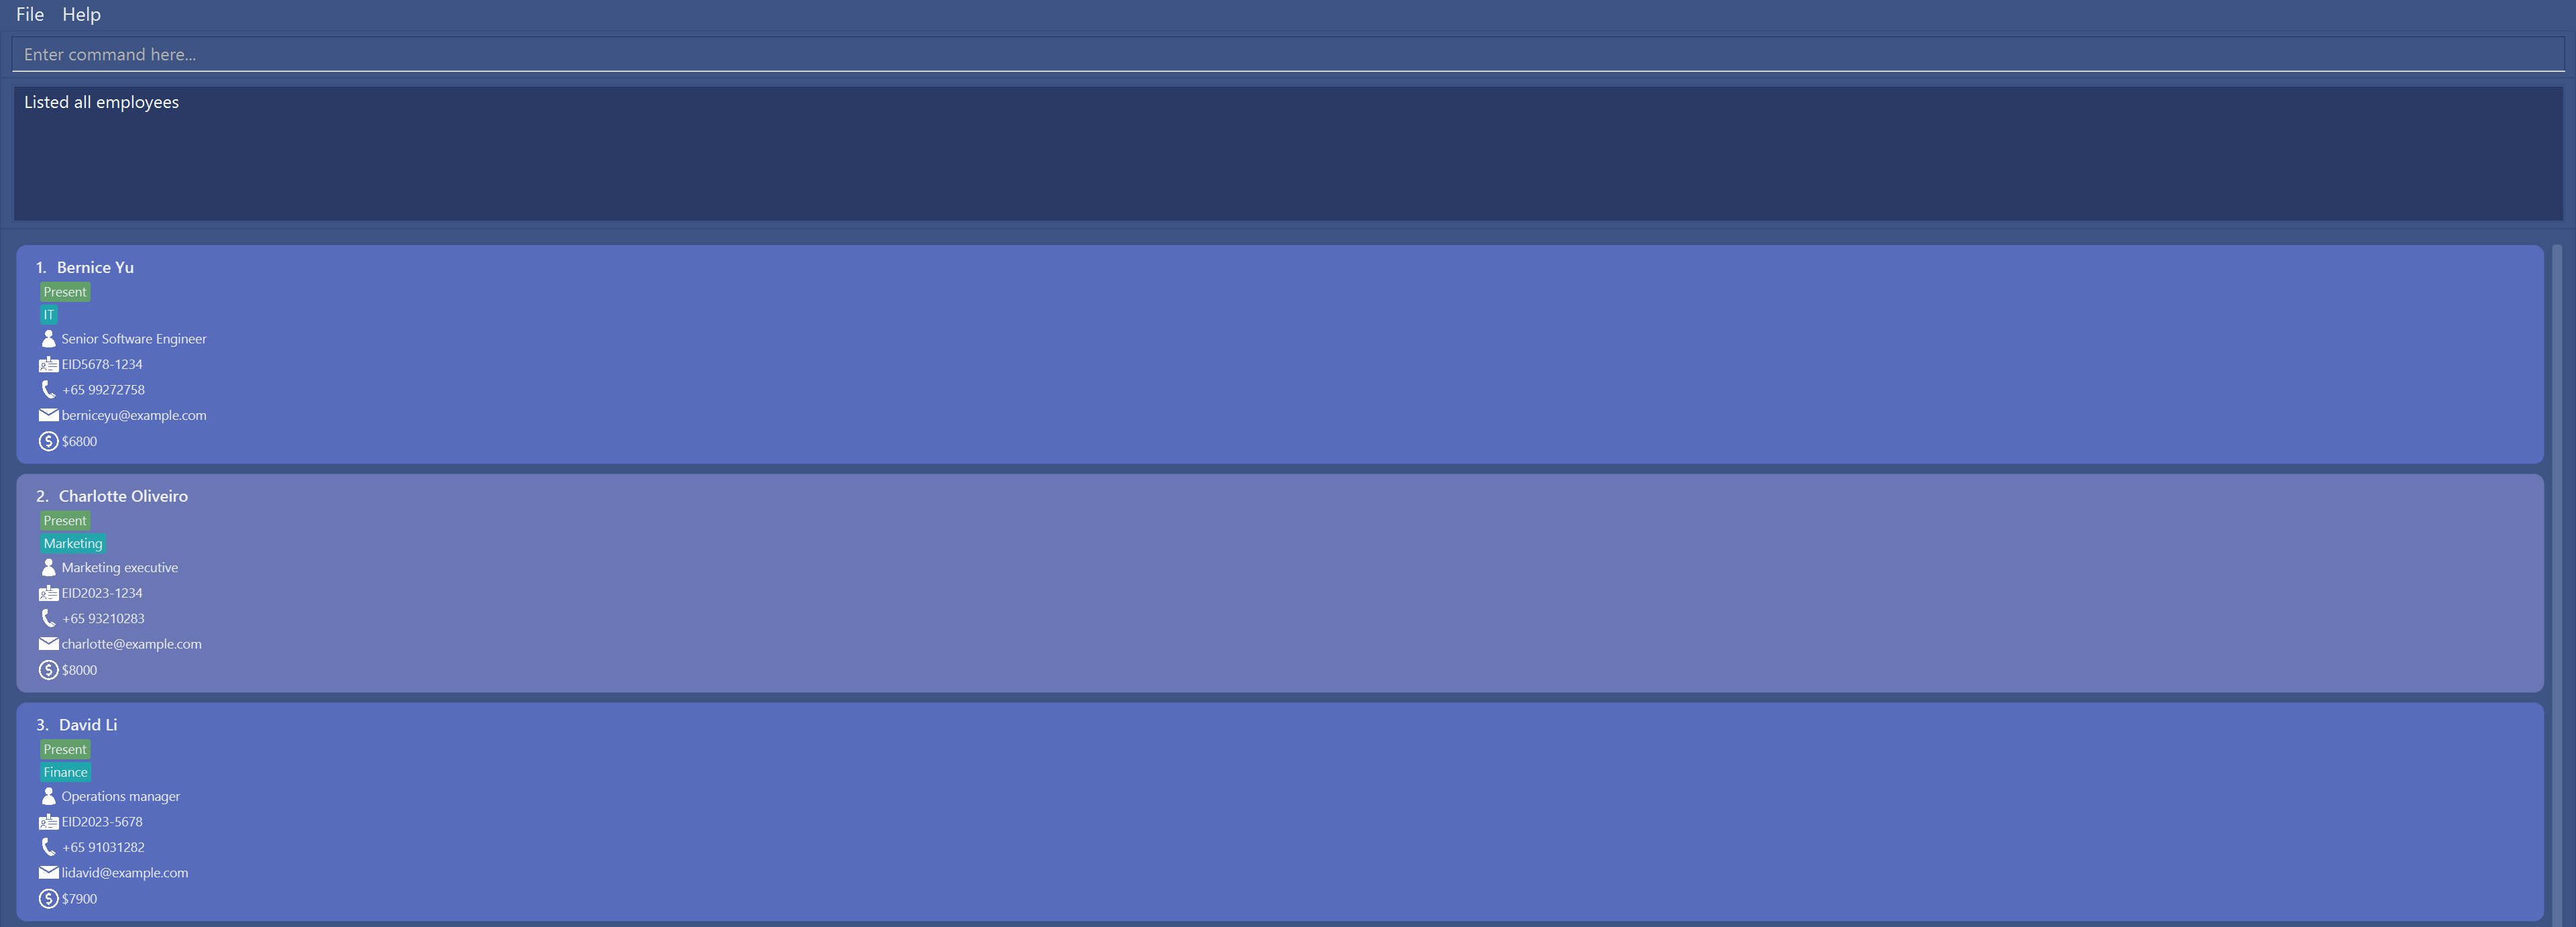 File Help
Enter command here...
Listed all employees
1. Bernice Yu
Present
IT
Senior Software Engineer
EID5678-1234
+65 99272758
berniceyu@example.com
$6800
2. Charlotte Oliveiro
Present
Marketing
Marketing executive
EID2023-1234
+65 93210283
charlotte@example.com
$8000
3. David Li
Present
Finance
Operations manager
EID2023-5678
+65 91031282
lidavid@example.com
$7900